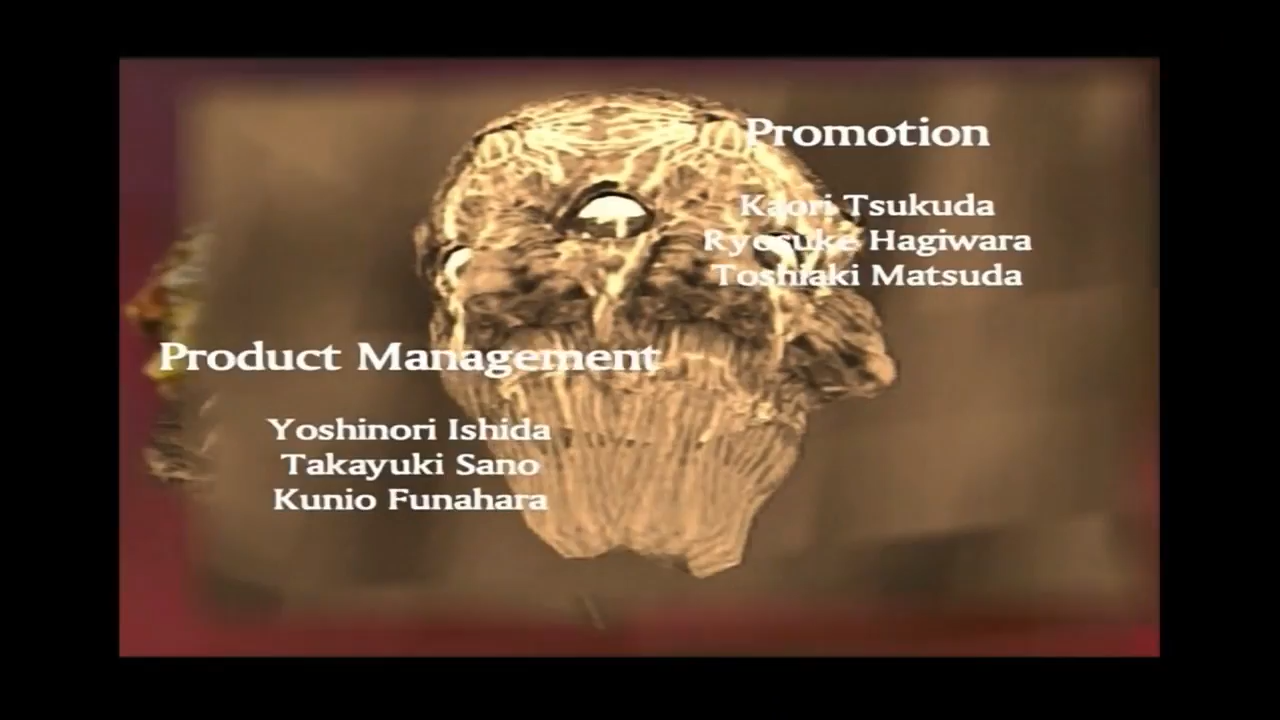 Promotion
Kaori Tsukuda
Ryosuke Hagiwara
Toshiaki Matsuda
Product Management
Yoshinori Ishida
Takayuki Sano
Kunio Funahara